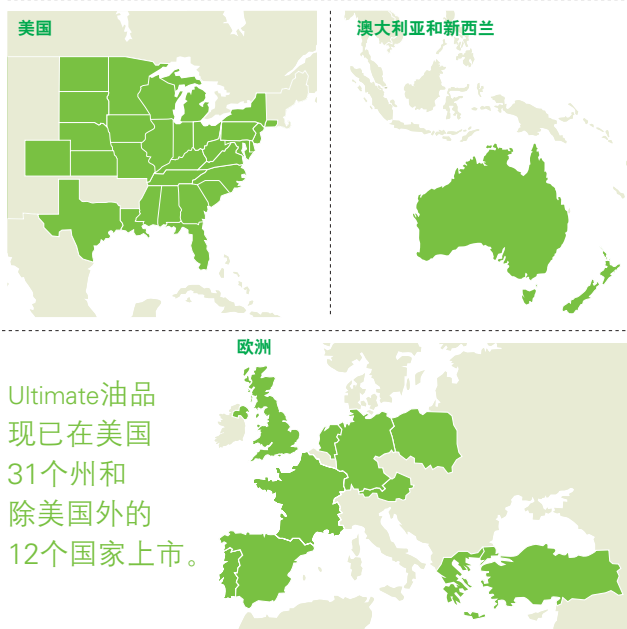 美国
澳大利亚和新西兰
欧洲
Ultimate油品
现已在美国
31个州和
除美国外的
12个国家上市。